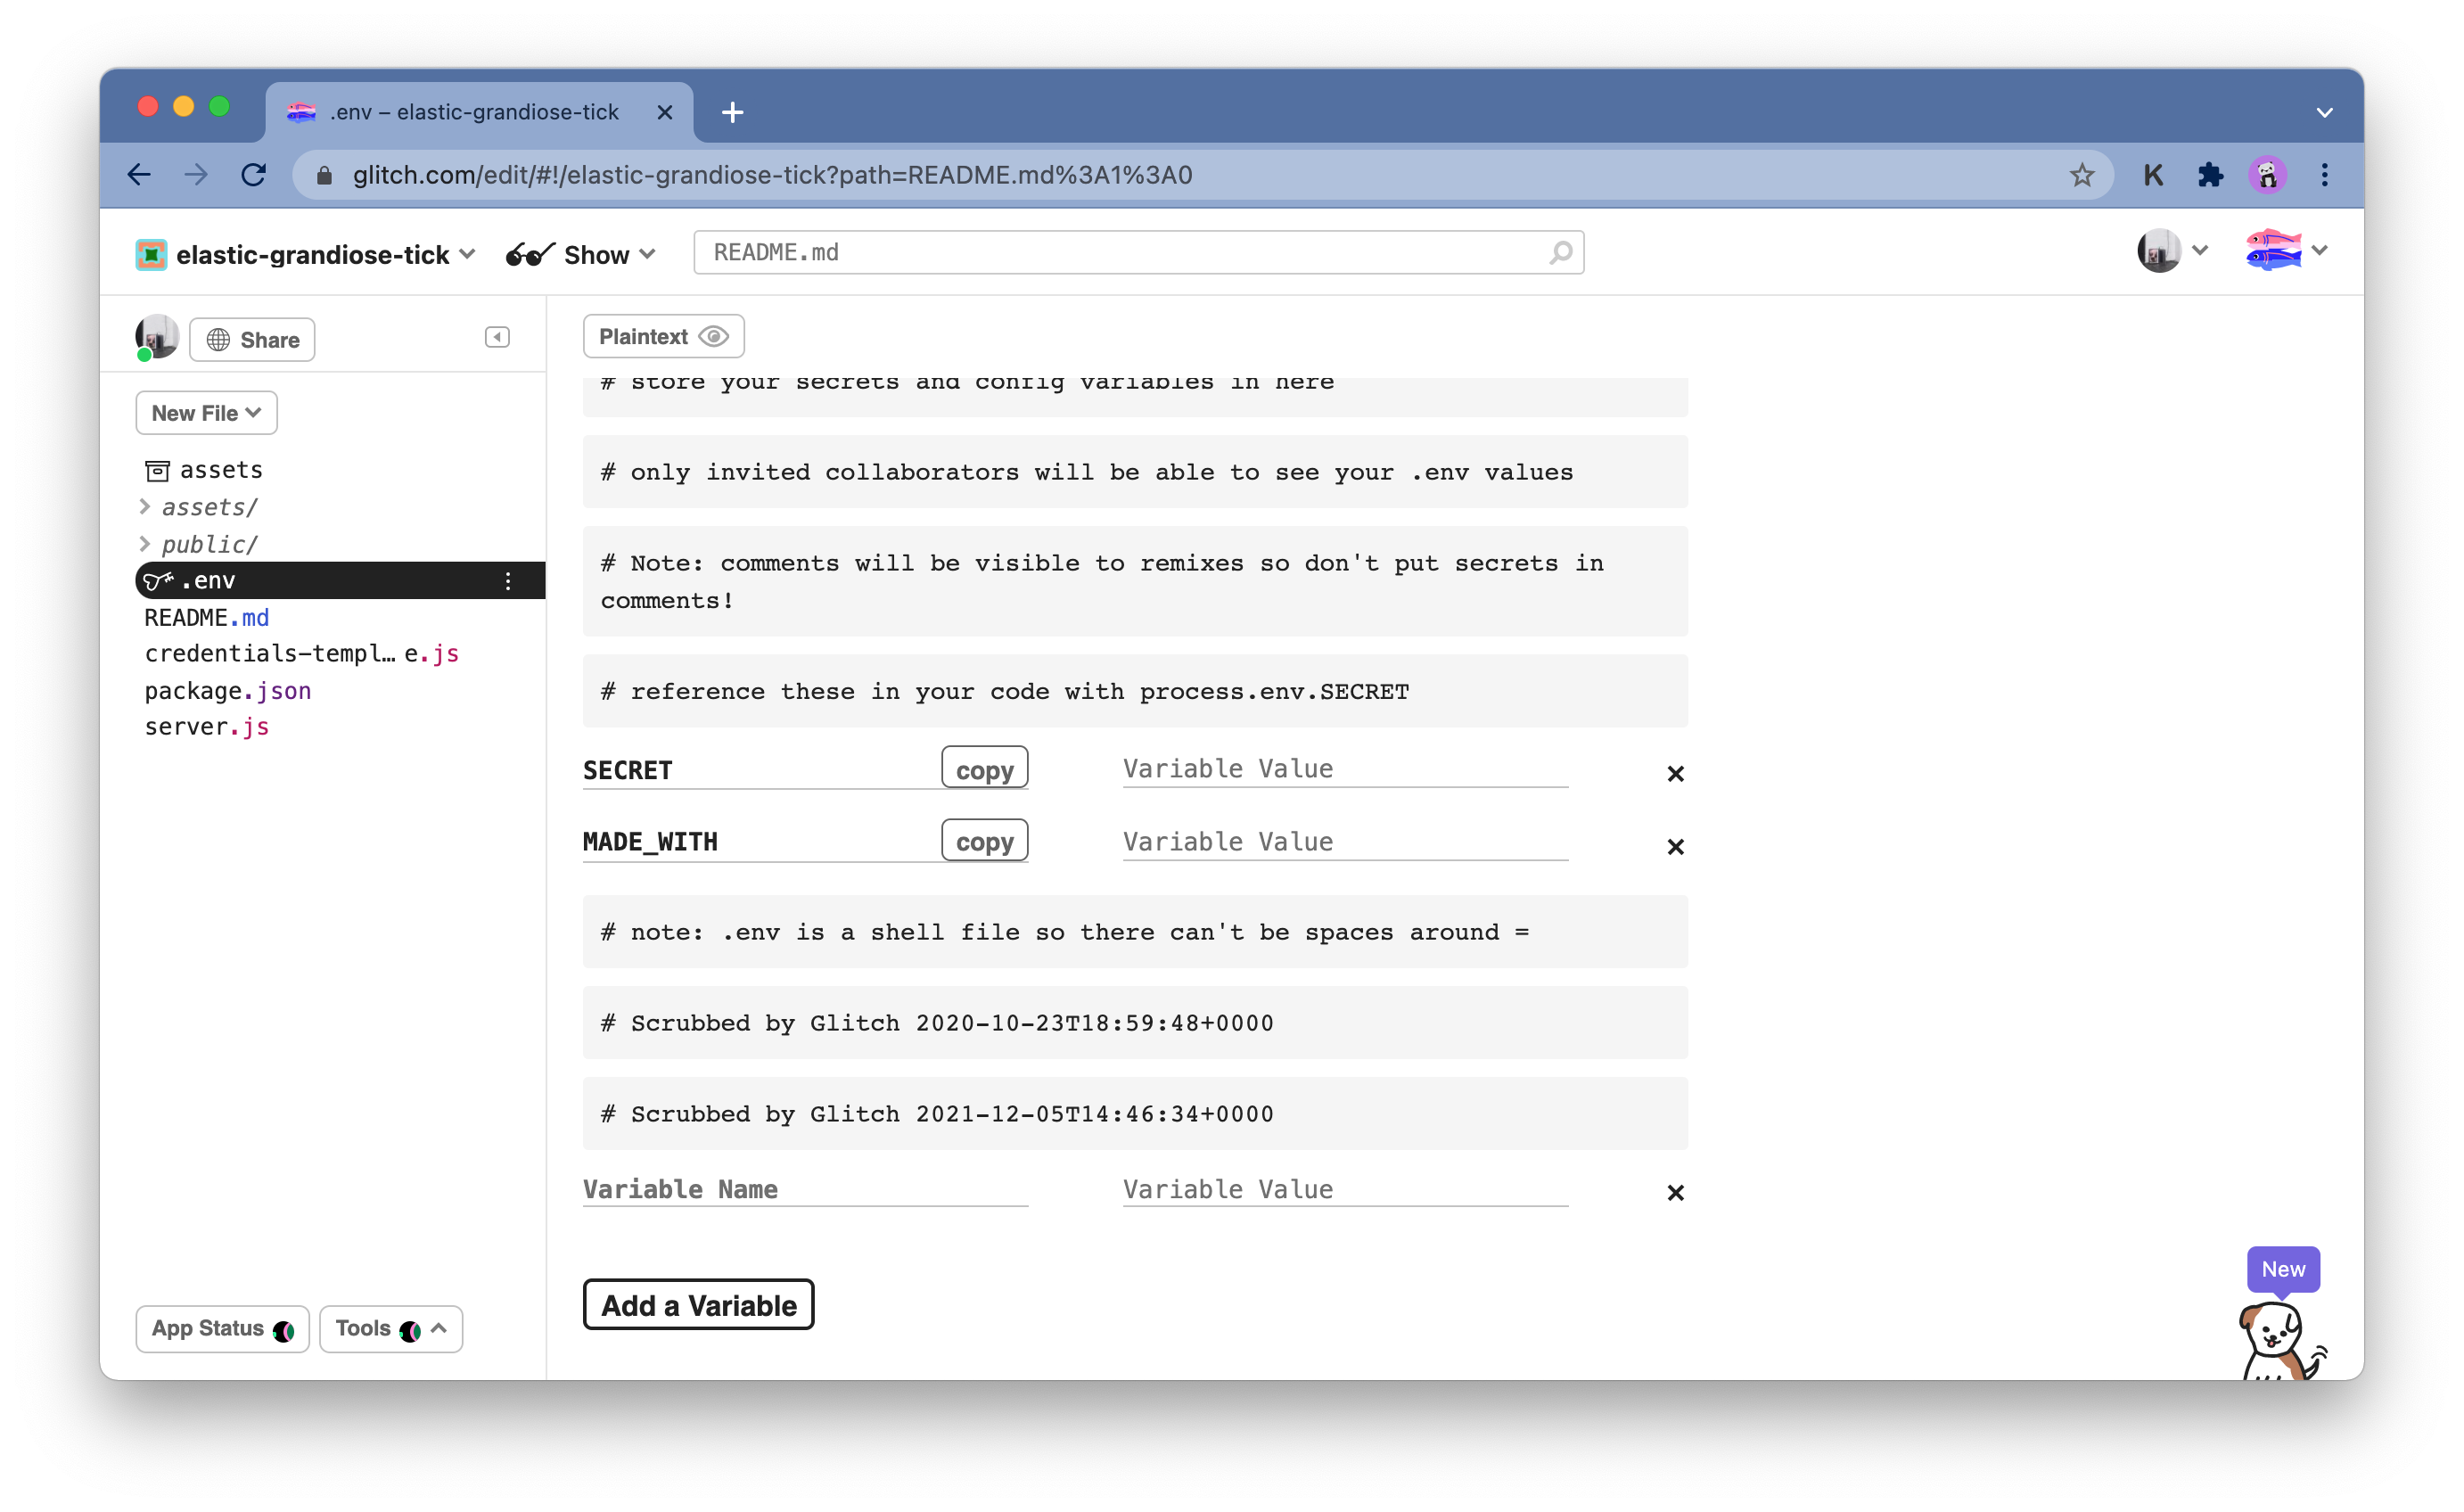 .env – elastic-grandiose-tick
glitch.com/edit/#!/elastic-grandiose-tick?path=README.md%3A1%3A0
K
elastic-grandiose-tick
Show
README.md
Share
Plaintext
New File
assets
assets/
public/
.env
README.md
credentials-templ… e.js
package.json
server.js
# store your secrets and config variables in here
# only invited collaborators will be able to see your .env values
# Note: comments will be visible to remixes so don't put secrets in
comments!
# reference these in your code with process.env.SECRET
SECRET copy Variable Value
MADE_WITH copy Variable Value
# note: .env is a shell file so there can't be spaces around =
# Scrubbed by Glitch 2020-10-23T18:59:48+0000
# Scrubbed by Glitch 2021-12-05T14:46:34+0000
Variable Name Variable Value
Add a Variable
New
App Status
Tools